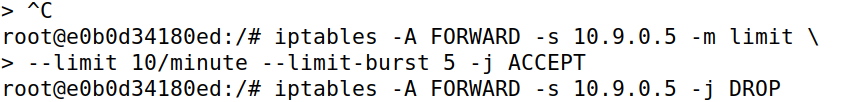 > ^C
root@e0b0d34180ed:/# iptables -A FORWARD -s 10.9.0.5 -m limit \
> --limit 10/minute --limit-burst 5 -j ACCEPT
root@e0b0d34180ed:/# iptables -A FORWARD -s 10.9.0.5 -j DROP